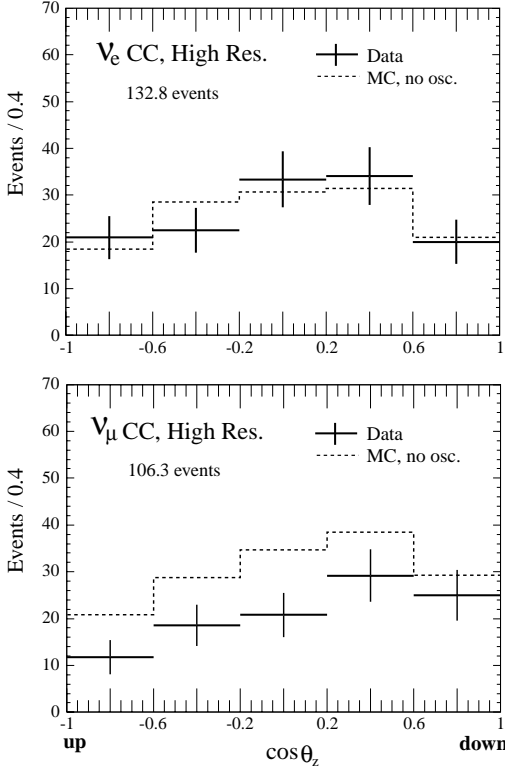 70
ν_e CC, High Res.
Data
MC, no osc.
60
132.8 events
50
Events / 0.4
40
30
20
10
0
-1 -0.6 -0.2 0.2 0.6 1
70
ν_μ CC, High Res.
Data
MC, no osc.
60
106.3 events
50
Events / 0.4
40
30
20
10
0
-1 -0.6 -0.2 0.2 0.6 1
up cosθ_z down